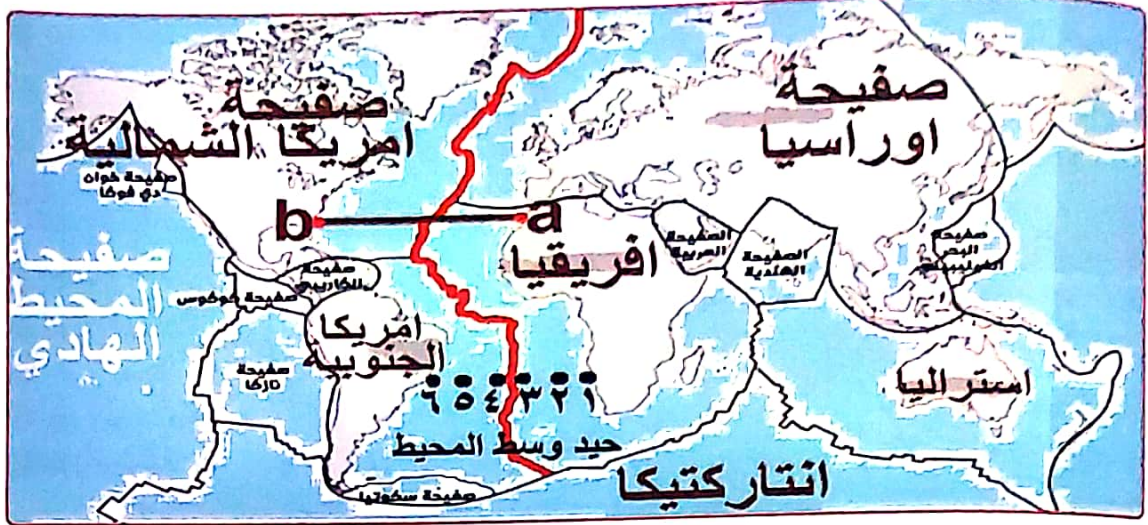 صفيحة
امريكا الشمالية
صفيحة
اوراسيا
صفيحة خوان
دي فوكا
b
a
صفيحة
المحيط
الهادي
افريقيا
الصفيحة
العربية
الصفيحة
الهندية
صفيحة
البحر
الفليبيني
صفيحة
الكاريبي
صفيحة كوكوس
امريكا
الجنوبية
صفيحة
نازكا
استراليا
٦ ٥ ٤ ٣ ٢ ١
حيد وسط المحيط
انتاركتيكا
صفيحة سكوتيا